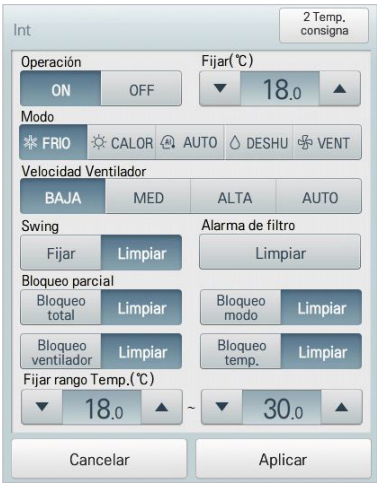 Int
2 Temp.
consigna
Operación
Fijar(℃)
ON OFF
18.0
Modo
FRIO CALOR AUTO DESHU VENT
Velocidad Ventilador
BAJA MED ALTA AUTO
Swing
Alarma de filtro
Fijar Limpiar
Limpiar
Bloqueo parcial
Bloqueo
total
Limpiar
Bloqueo
modo
Limpiar
Bloqueo
ventilador
Limpiar
Bloqueo
temp.
Limpiar
Fijar rango Temp.(℃)
18.0 ~ 30.0
Cancelar Aplicar